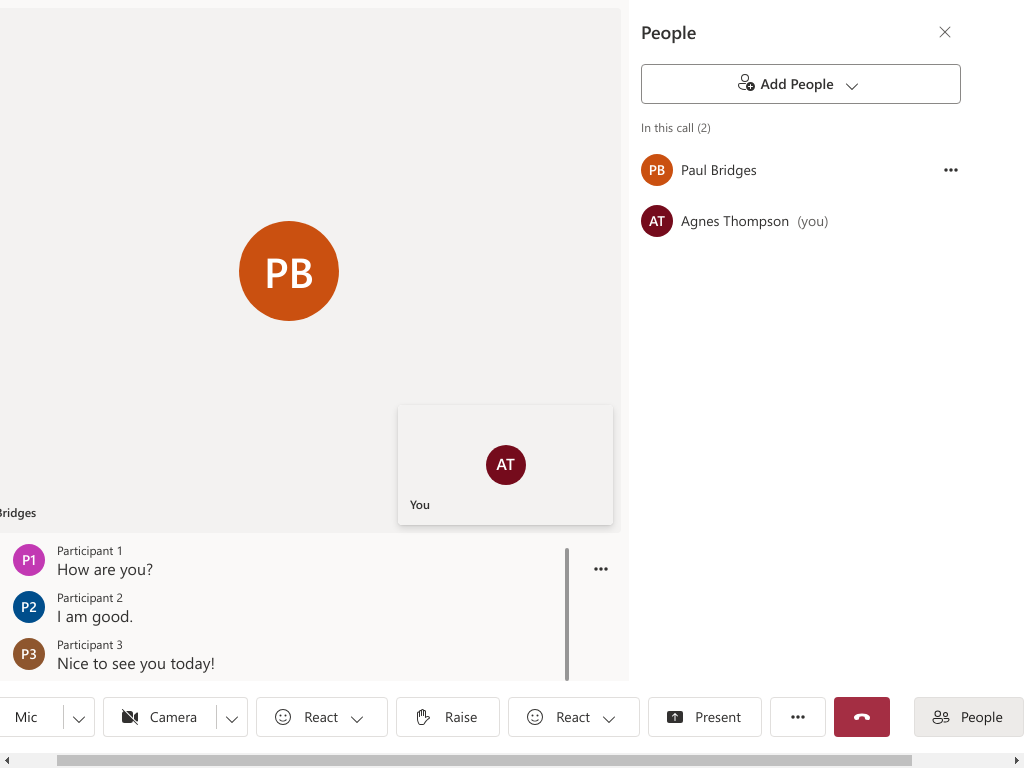 PB
AT
You
Bridges
P1
Participant 1
How are you?
P2
Participant 2
I am good.
P3
Participant 3
Nice to see you today!
People
Add People
In this call (2)
PB Paul Bridges
AT Agnes Thompson (you)
Mic
Camera
React
Raise
React
Present
People